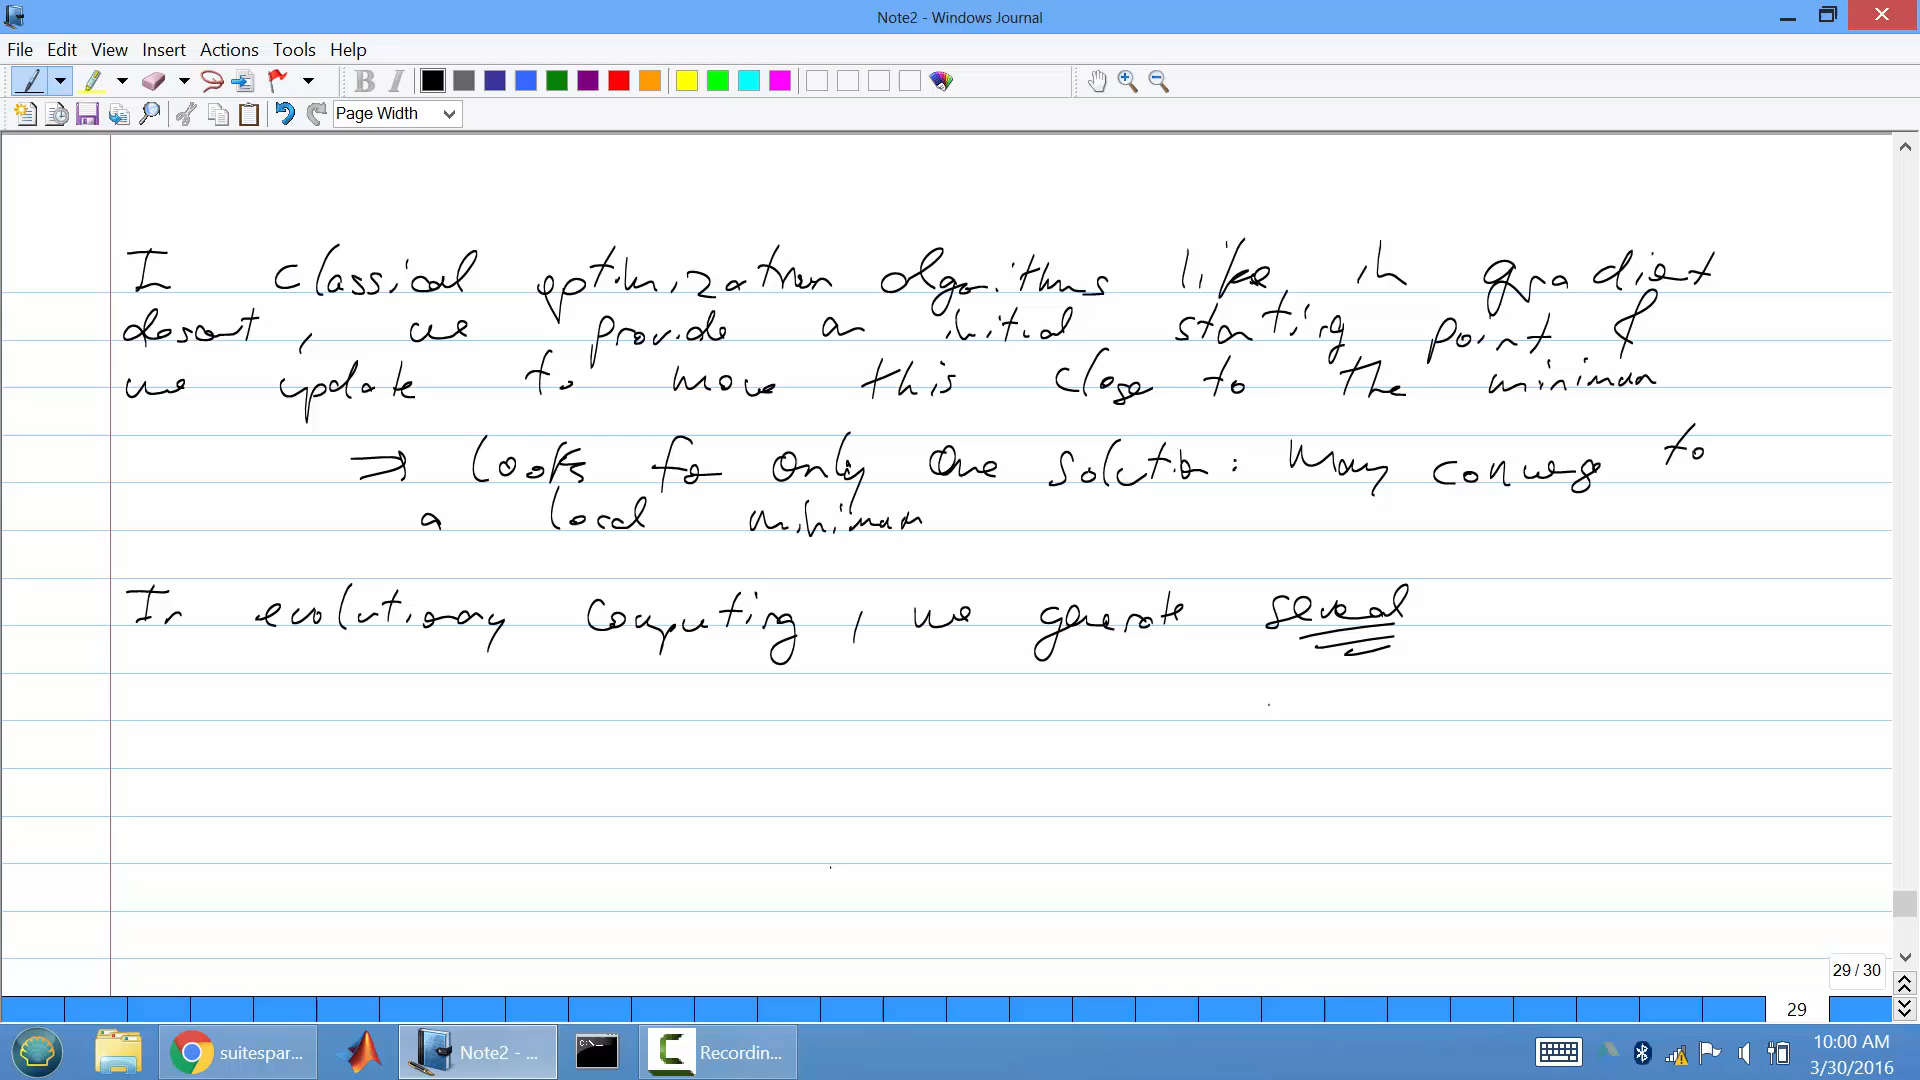 Note2 - Windows Journal
File Edit View Insert Actions Tools Help
B I
Page Width
I classical optimization algorithms like in gradient
descent, we provide an initial starting point &
we update to move this close to the minimum
⇒ looks for only one solution: May converge to
a local minimum
In evolutionary computing, we generate several
29 / 30
29
suitespar...
Note2 - ...
C:\>_
Recordin...
10:00 AM
3/30/2016